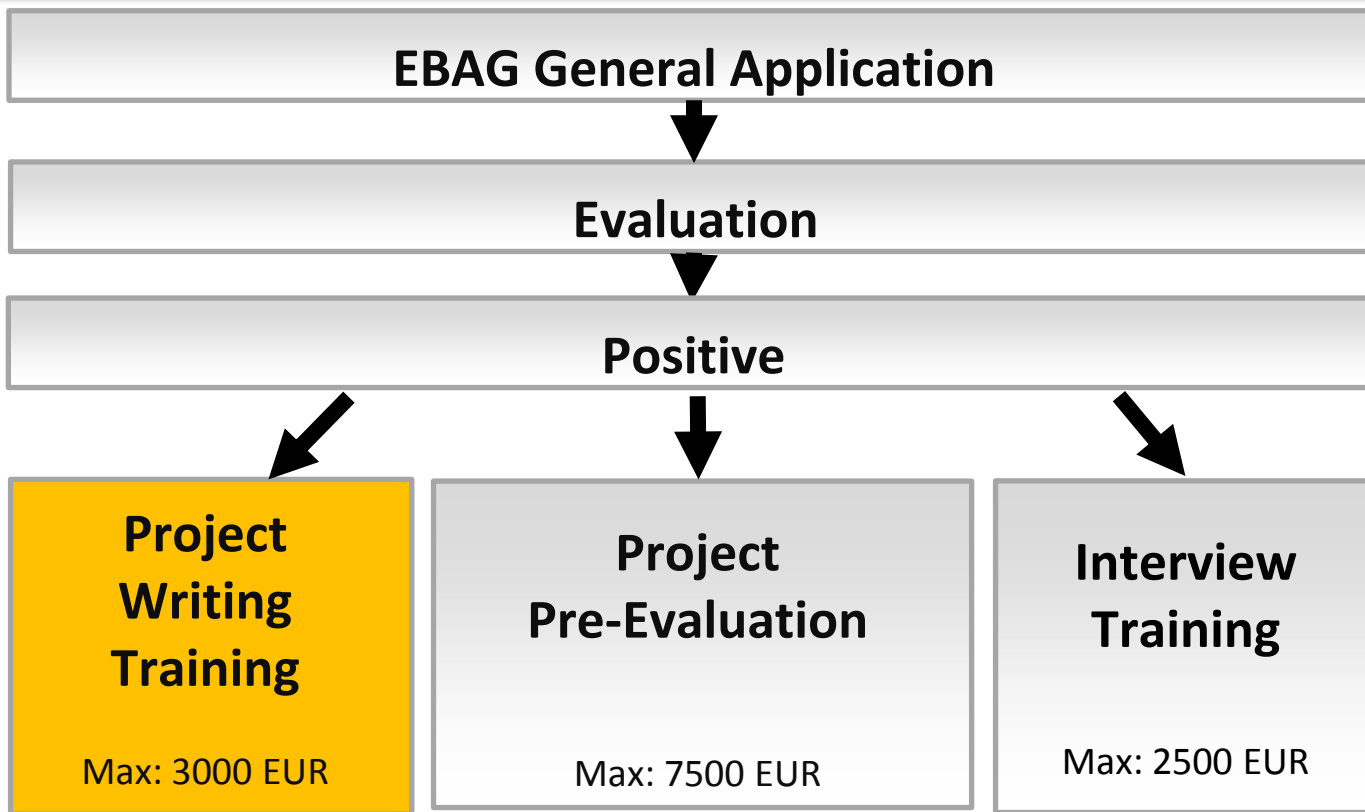 EBAG General Application
Evaluation
Positive
Project
Writing
Training
Max: 3000 EUR
Project
Pre-Evaluation
Max: 7500 EUR
Interview
Training
Max: 2500 EUR